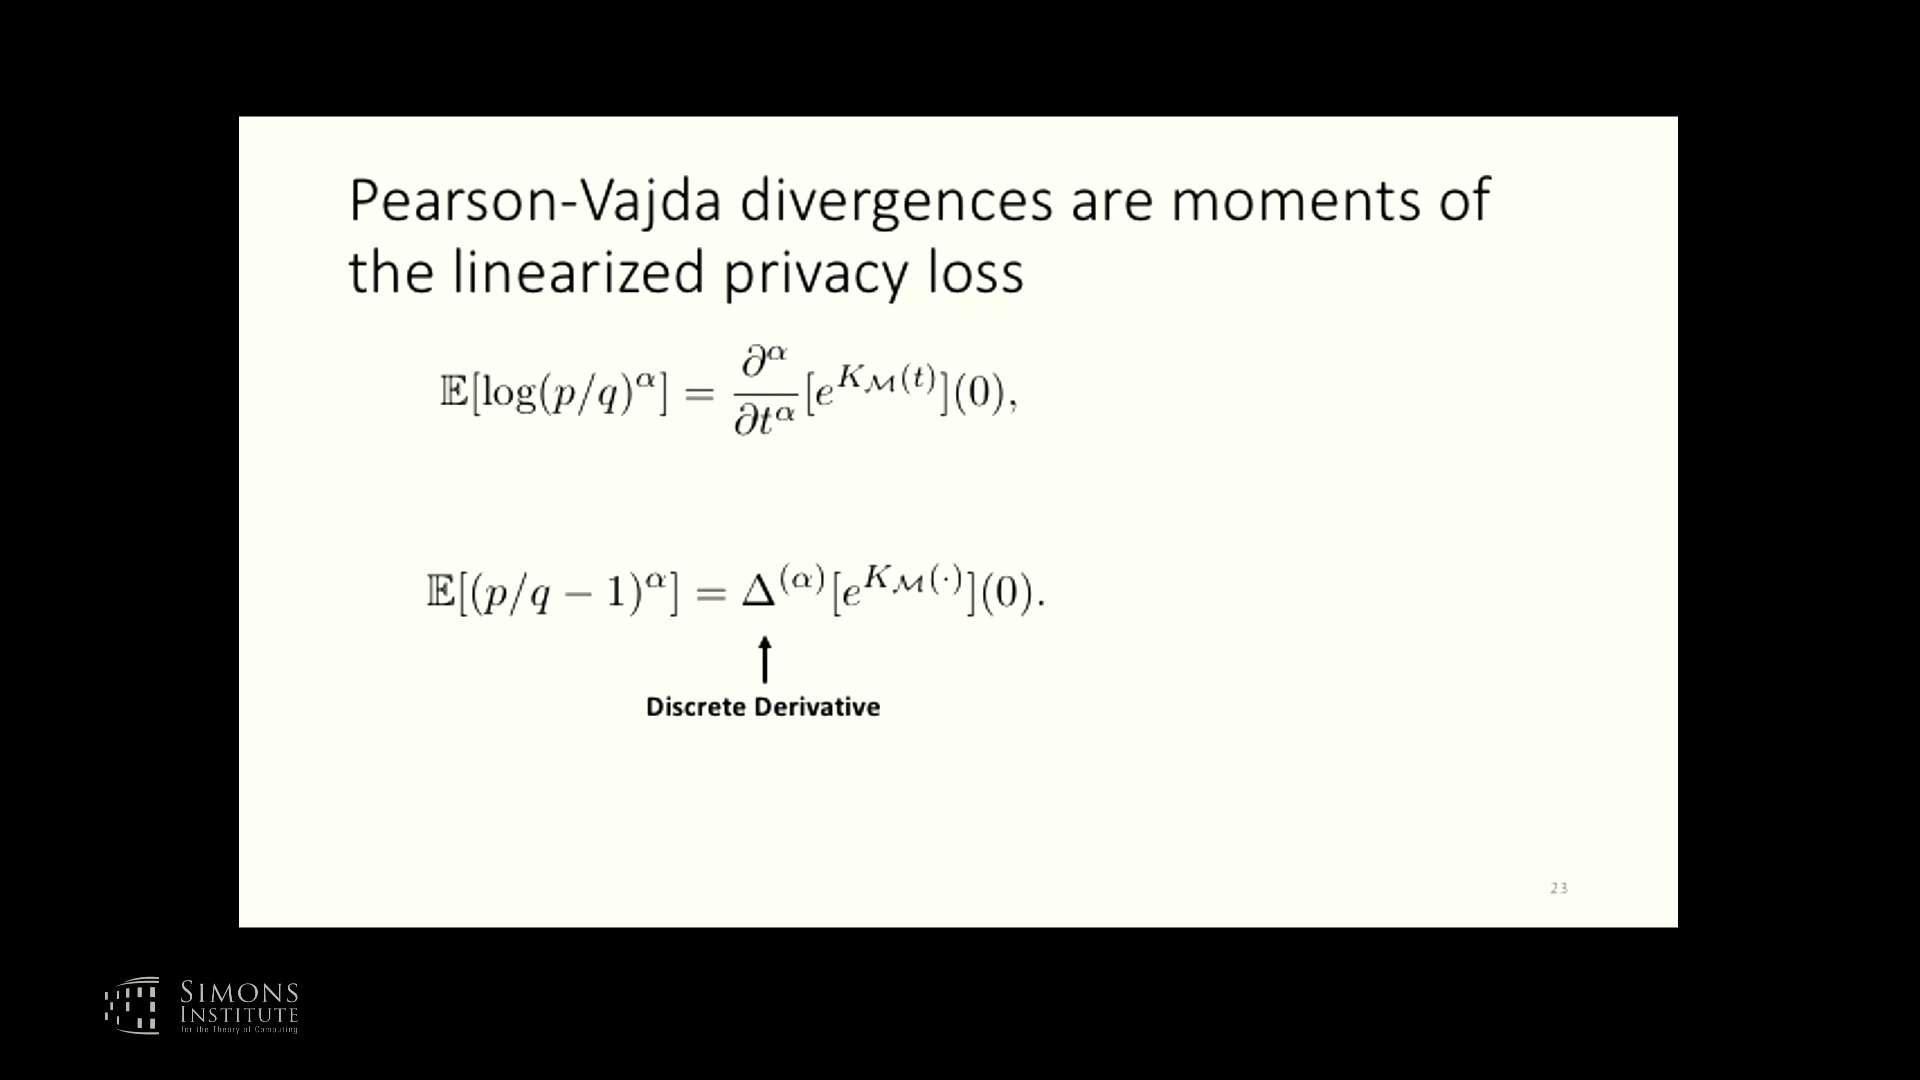 Pearson-Vajda divergences are moments of
the linearized privacy loss
𝔼[log(p/q)^α] = ∂^α/∂t^α [e^{K_ℳ(t)}](0),
𝔼[(p/q − 1)^α] = Δ^{(α)}[e^{K_ℳ(·)}](0).
Discrete Derivative
23
SIMONS
INSTITUTE
for the Theory of Computing